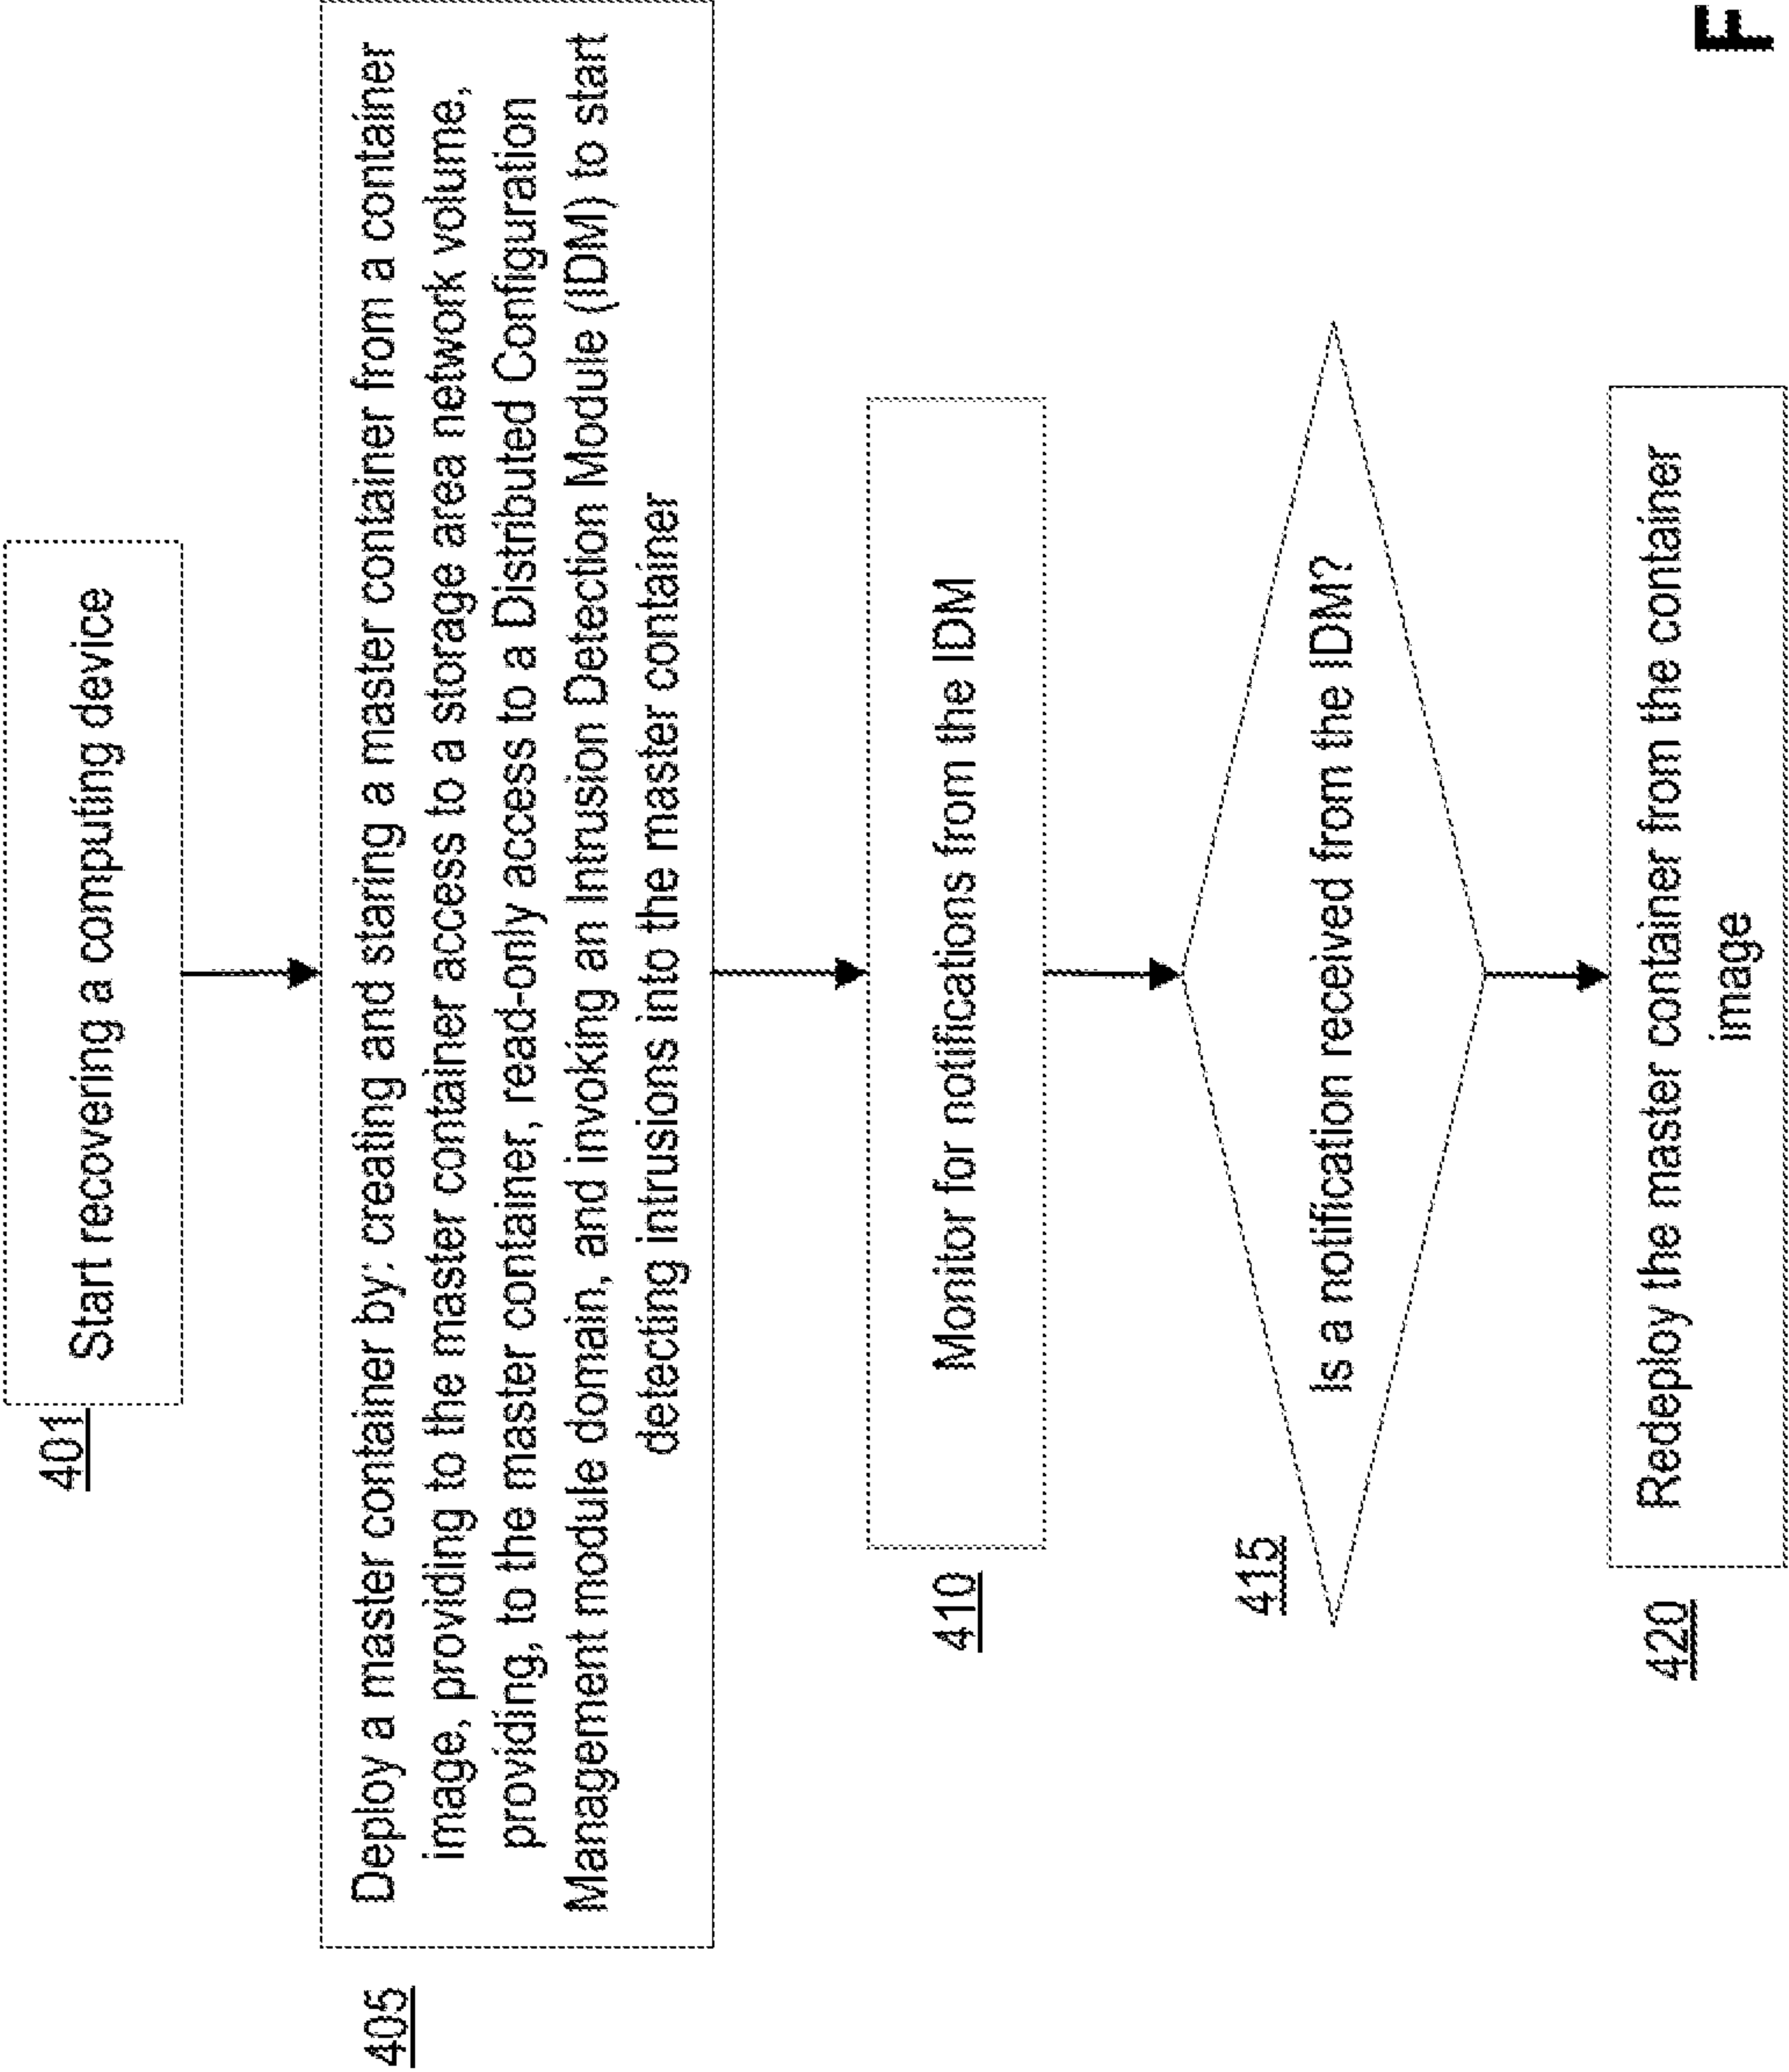 401
Start recovering a computing device
405
Deploy a master container by: creating and staring a master container from a container
image, providing to the master container access to a storage area network volume,
providing, to the master container, read-only access to a Distributed Configuration
Management module domain, and invoking an Intrusion Detection Module (IDM) to start
detecting intrusions into the master container
410
Monitor for notifications from the IDM
415
Is a notification received from the IDM?
420
Redeploy the master container from the container
image
F